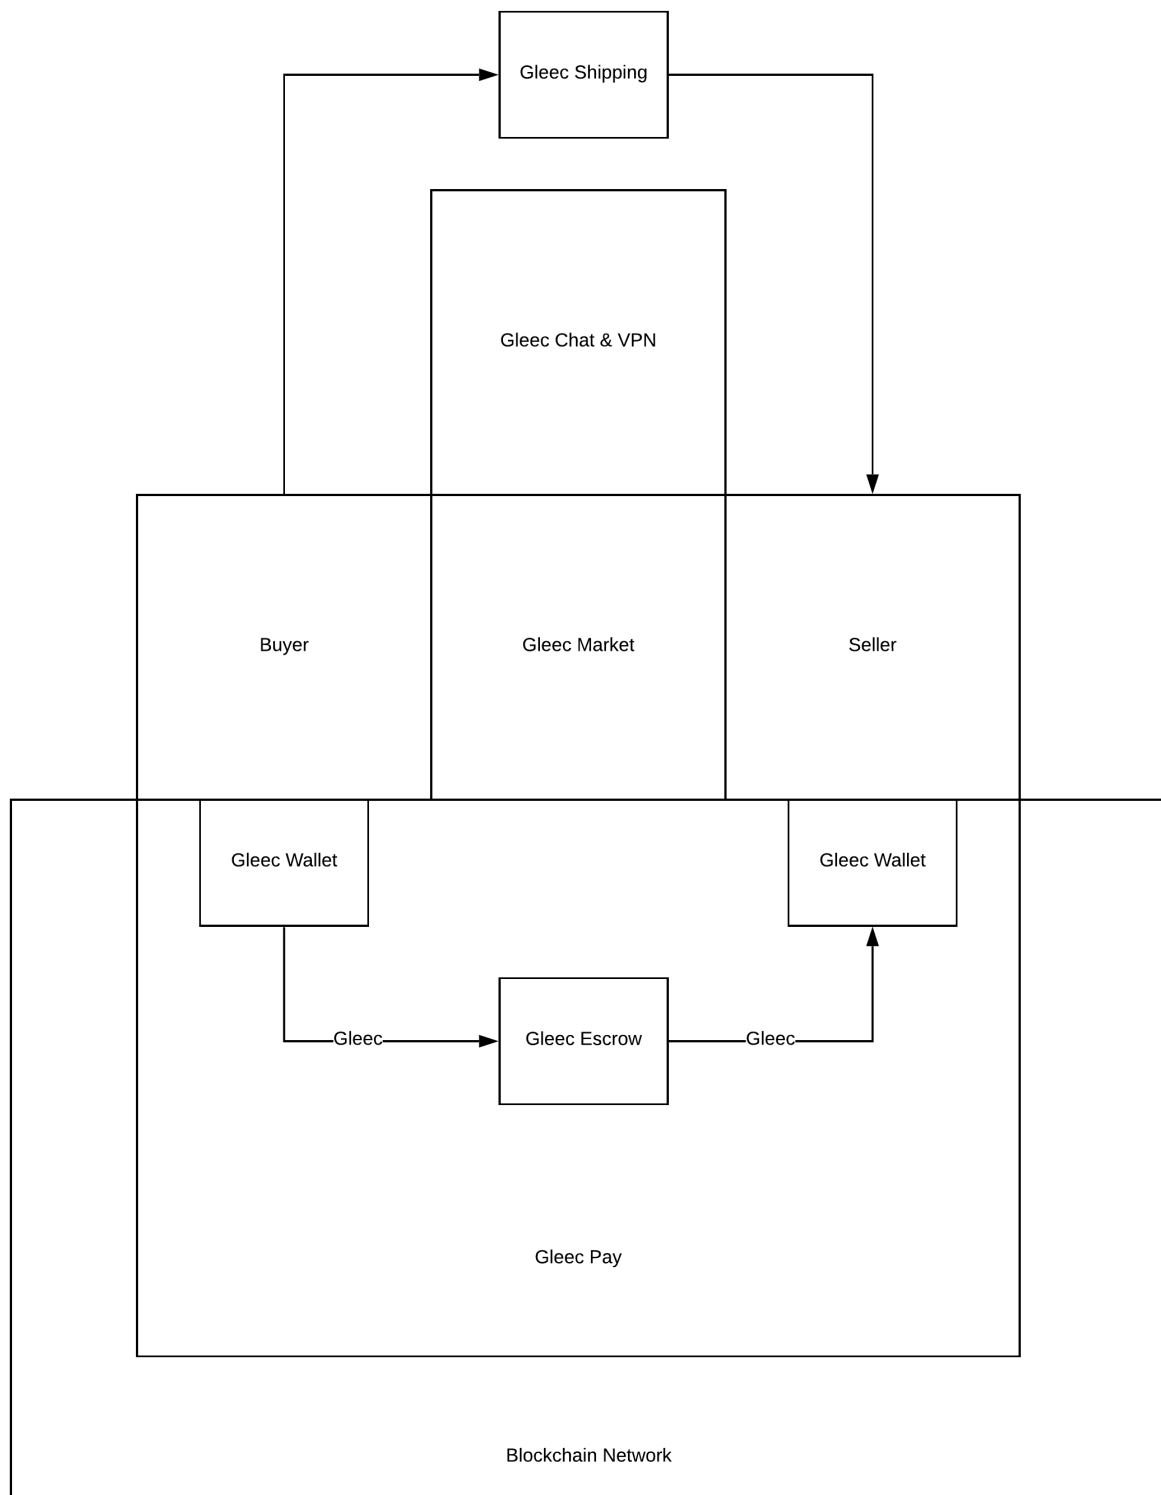 Gleec Shipping
Gleec Chat & VPN
Buyer
Gleec Market
Seller
Gleec Wallet
Gleec Wallet
Gleec
Gleec Escrow
Gleec
Gleec Pay
Blockchain Network